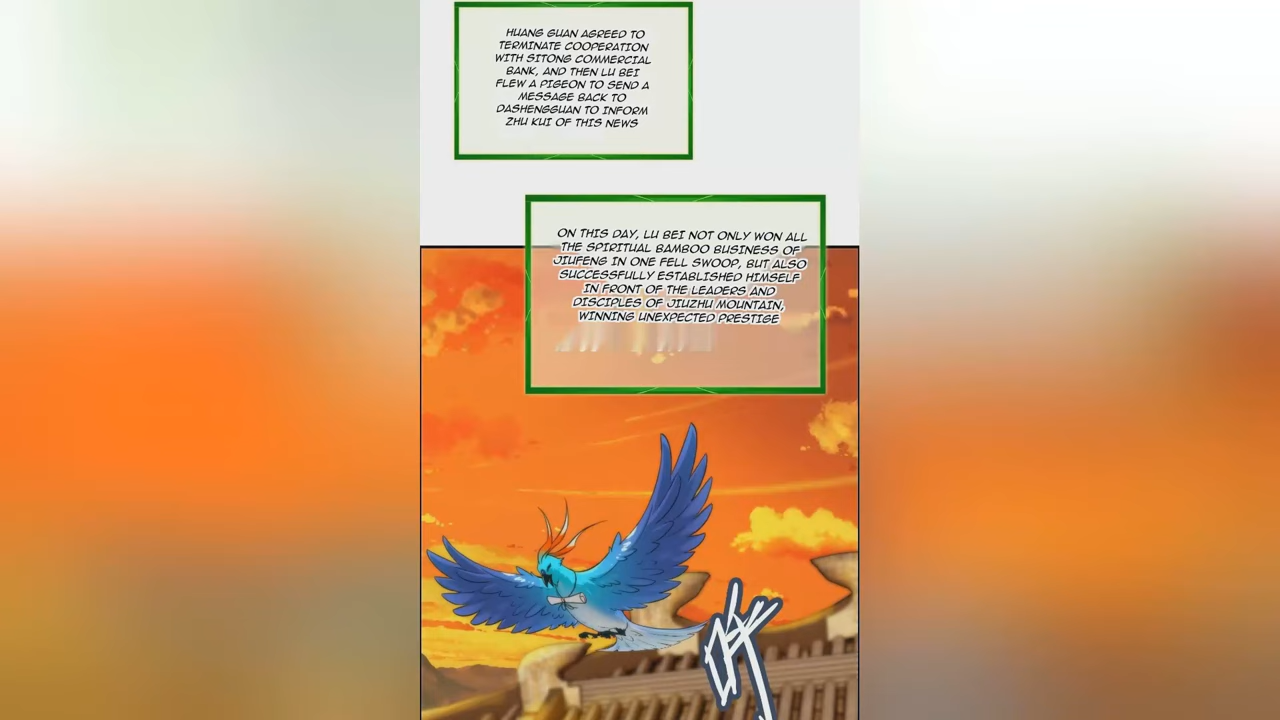 HUANG GUAN AGREED TO
TERMINATE COOPERATION
WITH SITONG COMMERCIAL
BANK, AND THEN LU BEI
FLEW A PIGEON TO SEND A
MESSAGE BACK TO
DASHENGGUAN TO INFORM
ZHU KUI OF THIS NEWS
ON THIS DAY, LU BEI NOT ONLY WON ALL
THE SPIRITUAL BAMBOO BUSINESS OF
JIUFENG IN ONE FELL SWOOP, BUT ALSO
SUCCESSFULLY ESTABLISHED HIMSELF
IN FRONT OF THE LEADERS AND
DISCIPLES OF JIUZHU MOUNTAIN,
WINNING UNEXPECTED PRESTIGE